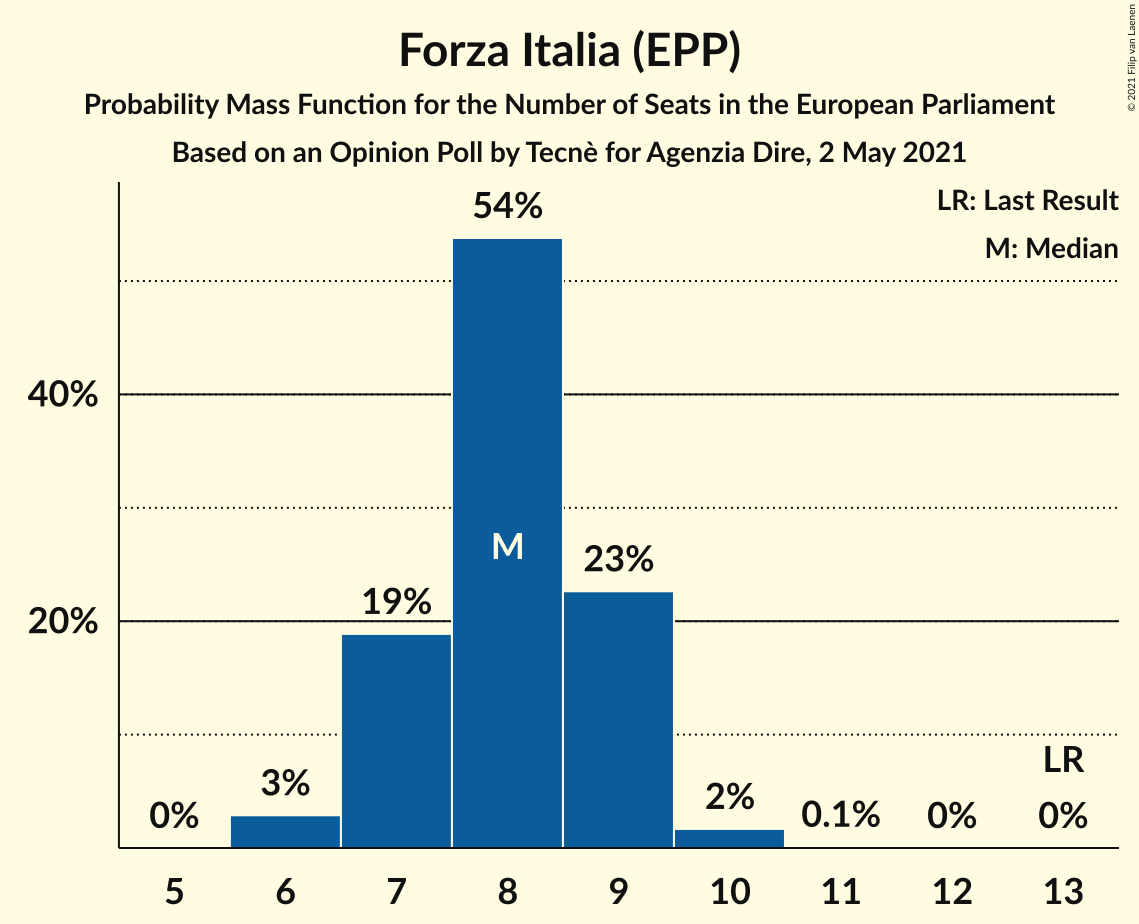 Forza Italia (EPP)
Probability Mass Function for the Number of Seats in the European Parliament
Based on an Opinion Poll by Tecnè for Agenzia Dire, 2 May 2021
© 2021 Filip van Laenen
LR: Last Result
M: Median
54%
40%
M
23%
19%
20%
LR
3%
2%
0%
0.1%
0%
0%
5 6 7 8 9 10 11 12 13